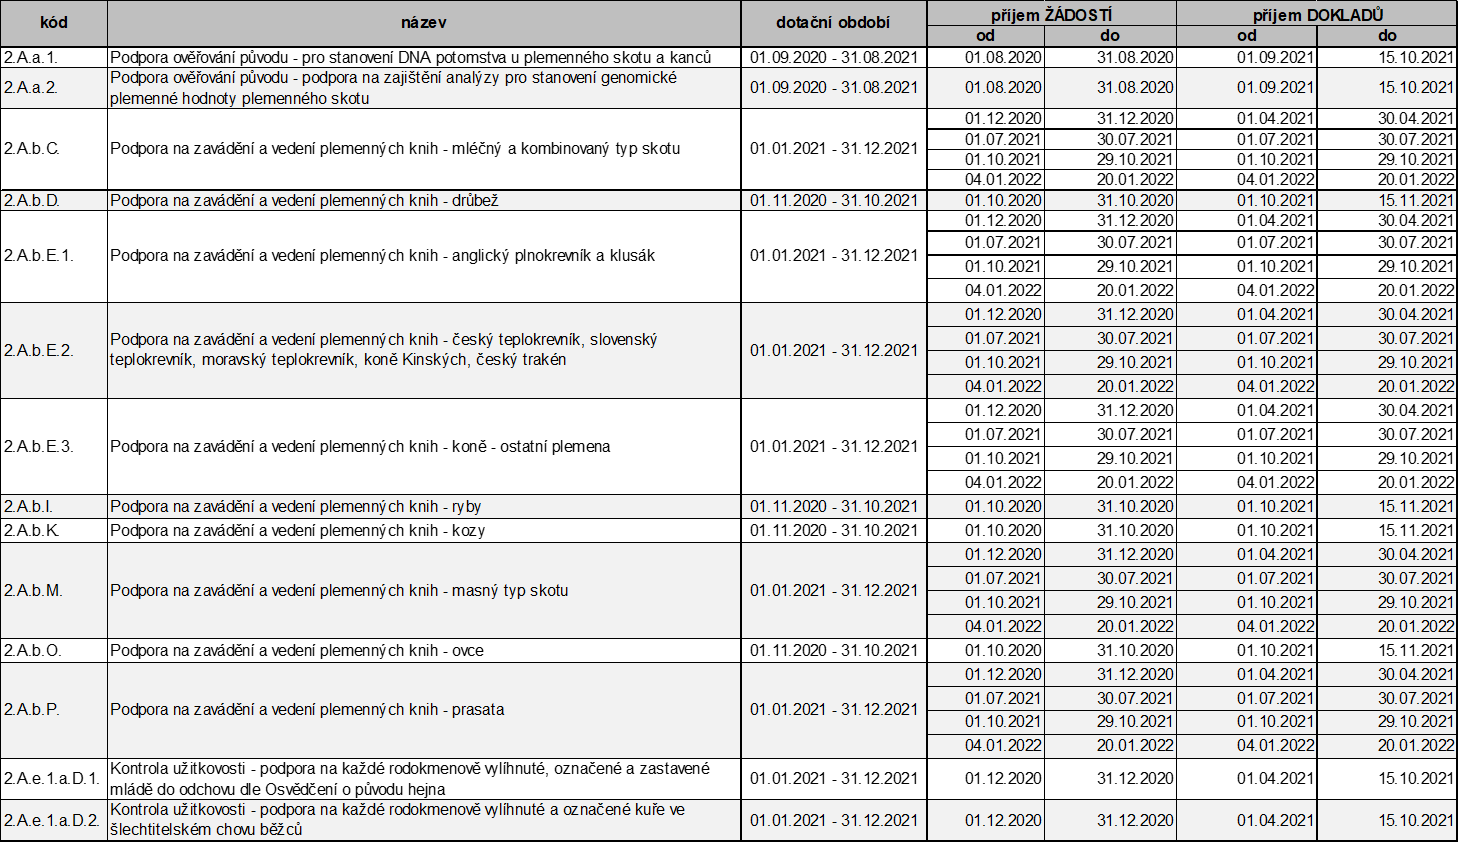 kód název dotační období příjem ŽÁDOSTÍ příjem DOKLADŮ
od do od do
2.A.a.1. Podpora ověřování původu - pro stanovení DNA potomstva u plemenného skotu a kanců 01.09.2020 - 31.08.2021 01.08.2020 31.08.2020 01.09.2021 15.10.2021
2.A.a.2. Podpora ověřování původu - podpora na zajištění analýzy pro stanovení genomické
plemenné hodnoty plemenného skotu 01.09.2020 - 31.08.2021 01.08.2020 31.08.2020 01.09.2021 15.10.2021
2.A.b.C. Podpora na zavádění a vedení plemenných knih - mléčný a kombinovaný typ skotu 01.01.2021 - 31.12.2021 01.12.2020 31.12.2020 01.04.2021 30.04.2021
01.07.2021 30.07.2021 01.07.2021 30.07.2021
01.10.2021 29.10.2021 01.10.2021 29.10.2021
04.01.2022 20.01.2022 04.01.2022 20.01.2022
2.A.b.D. Podpora na zavádění a vedení plemenných knih - drůbež 01.11.2020 - 31.10.2021 01.10.2020 31.10.2020 01.10.2021 15.11.2021
2.A.b.E.1. Podpora na zavádění a vedení plemenných knih - anglický plnokrevník a klusák 01.01.2021 - 31.12.2021 01.12.2020 31.12.2020 01.04.2021 30.04.2021
01.07.2021 30.07.2021 01.07.2021 30.07.2021
01.10.2021 29.10.2021 01.10.2021 29.10.2021
04.01.2022 20.01.2022 04.01.2022 20.01.2022
2.A.b.E.2. Podpora na zavádění a vedení plemenných knih - český teplokrevník, slovenský
teplokrevník, moravský teplokrevník, koně Kinských, český trakén 01.01.2021 - 31.12.2021 01.12.2020 31.12.2020 01.04.2021 30.04.2021
01.07.2021 30.07.2021 01.07.2021 30.07.2021
01.10.2021 29.10.2021 01.10.2021 29.10.2021
04.01.2022 20.01.2022 04.01.2022 20.01.2022
2.A.b.E.3. Podpora na zavádění a vedení plemenných knih - koně - ostatní plemena 01.01.2021 - 31.12.2021 01.12.2020 31.12.2020 01.04.2021 30.04.2021
01.07.2021 30.07.2021 01.07.2021 30.07.2021
01.10.2021 29.10.2021 01.10.2021 29.10.2021
04.01.2022 20.01.2022 04.01.2022 20.01.2022
2.A.b.I. Podpora na zavádění a vedení plemenných knih - ryby 01.11.2020 - 31.10.2021 01.10.2020 31.10.2020 01.10.2021 15.11.2021
2.A.b.K. Podpora na zavádění a vedení plemenných knih - kozy 01.11.2020 - 31.10.2021 01.10.2020 31.10.2020 01.10.2021 15.11.2021
2.A.b.M. Podpora na zavádění a vedení plemenných knih - masný typ skotu 01.01.2021 - 31.12.2021 01.12.2020 31.12.2020 01.04.2021 30.04.2021
01.07.2021 30.07.2021 01.07.2021 30.07.2021
01.10.2021 29.10.2021 01.10.2021 29.10.2021
04.01.2022 20.01.2022 04.01.2022 20.01.2022
2.A.b.O. Podpora na zavádění a vedení plemenných knih - ovce 01.11.2020 - 31.10.2021 01.10.2020 31.10.2020 01.10.2021 15.11.2021
2.A.b.P. Podpora na zavádění a vedení plemenných knih - prasata 01.01.2021 - 31.12.2021 01.12.2020 31.12.2020 01.04.2021 30.04.2021
01.07.2021 30.07.2021 01.07.2021 30.07.2021
01.10.2021 29.10.2021 01.10.2021 29.10.2021
04.01.2022 20.01.2022 04.01.2022 20.01.2022
2.A.e.1.a.D.1. Kontrola užitkovosti - podpora na každé rodokmenově vylíhnuté, označené a zastavené
mládě do odchovu dle Osvědčení o původu hejna 01.01.2021 - 31.12.2021 01.12.2020 31.12.2020 01.04.2021 15.10.2021
2.A.e.1.a.D.2. Kontrola užitkovosti - podpora na každé rodokmenově vylíhnuté a označené kuře ve
šlechtitelském chovu běžců 01.01.2021 - 31.12.2021 01.12.2020 31.12.2020 01.04.2021 15.10.2021